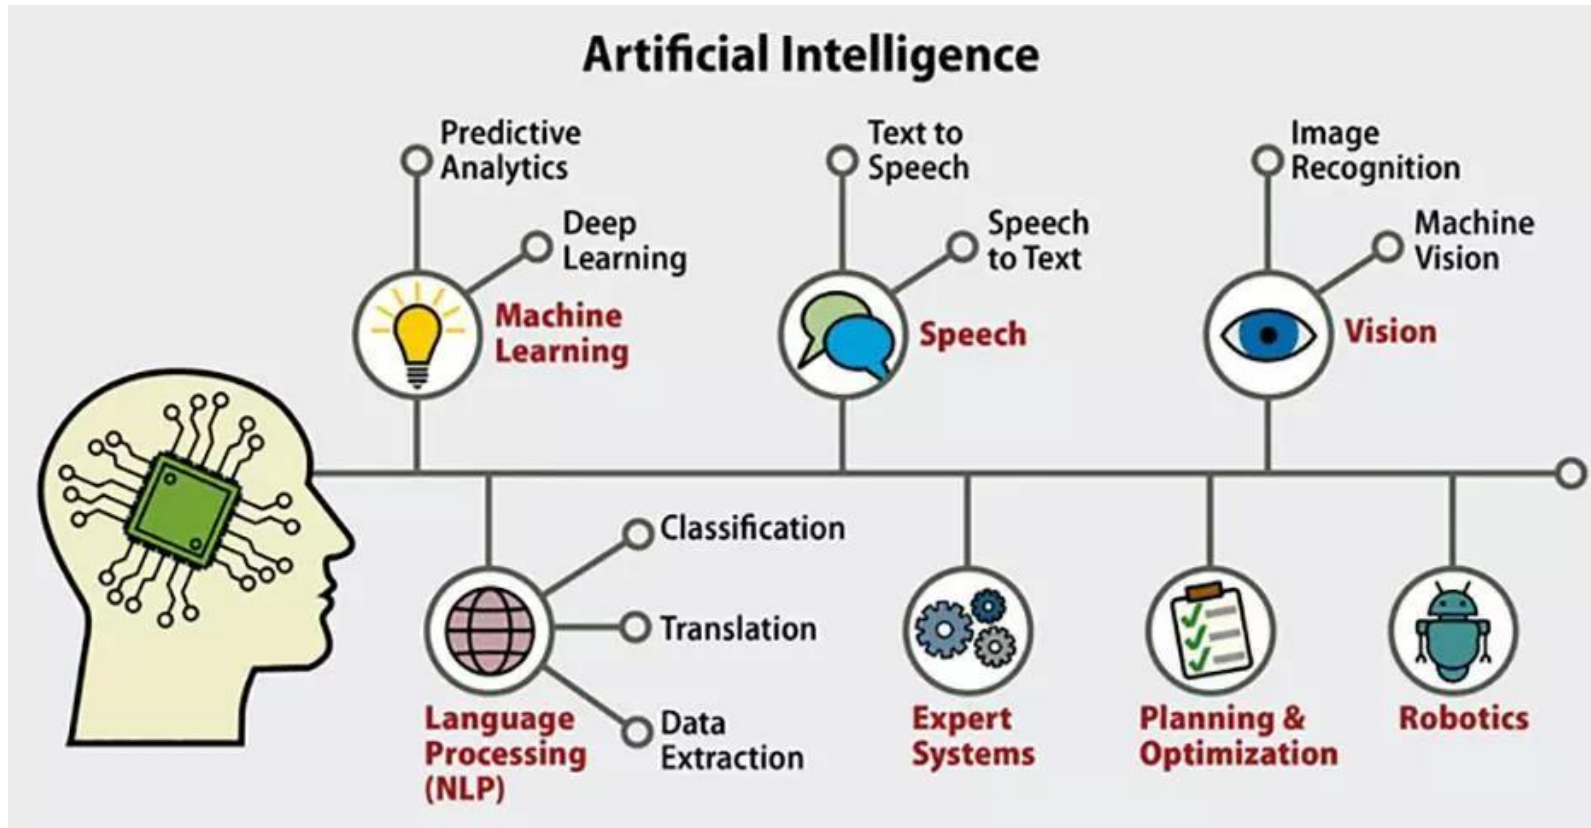 Artificial Intelligence
Predictive
Analytics
Deep
Learning
Machine
Learning
Text to
Speech
Speech
to Text
Speech
Image
Recognition
Machine
Vision
Vision
Classification
Translation
Data
Extraction
Language
Processing
(NLP)
Expert
Systems
Planning &
Optimization
Robotics